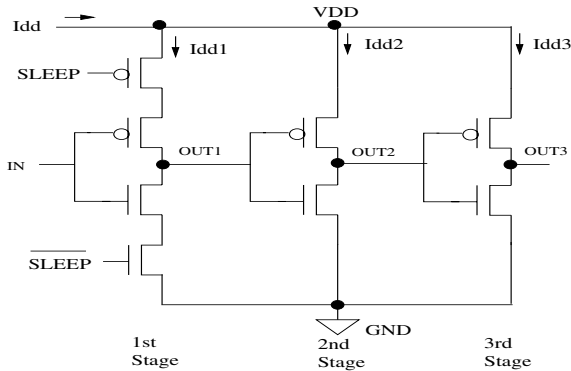 Idd
VDD
Idd1
Idd2
Idd3
SLEEP
IN
OUT1
OUT2
OUT3
SLEEP
GND
1st
Stage
2nd
Stage
3rd
Stage